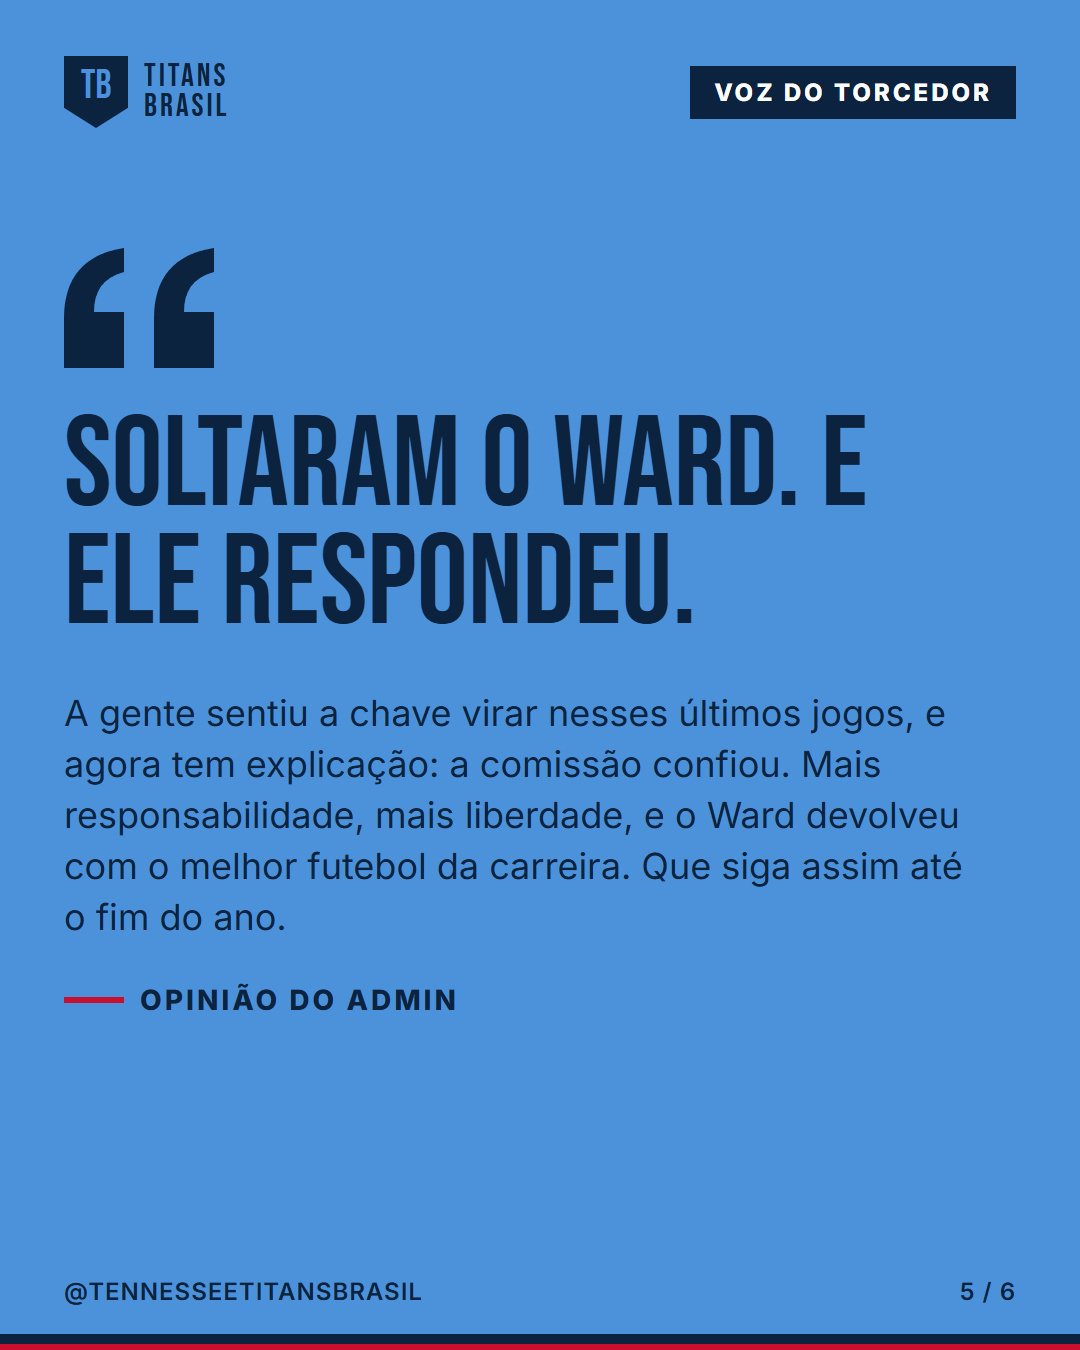 TB
TITANS
BRASIL
VOZ DO TORCEDOR
“
SOLTARAM O WARD. E
ELE RESPONDEU.
A gente sentiu a chave virar nesses últimos jogos, e
agora tem explicação: a comissão confiou. Mais
responsabilidade, mais liberdade, e o Ward devolveu
com o melhor futebol da carreira. Que siga assim até
o fim do ano.
OPINIÃO DO ADMIN
@TENNESSEETITANSBRASIL
5 / 6